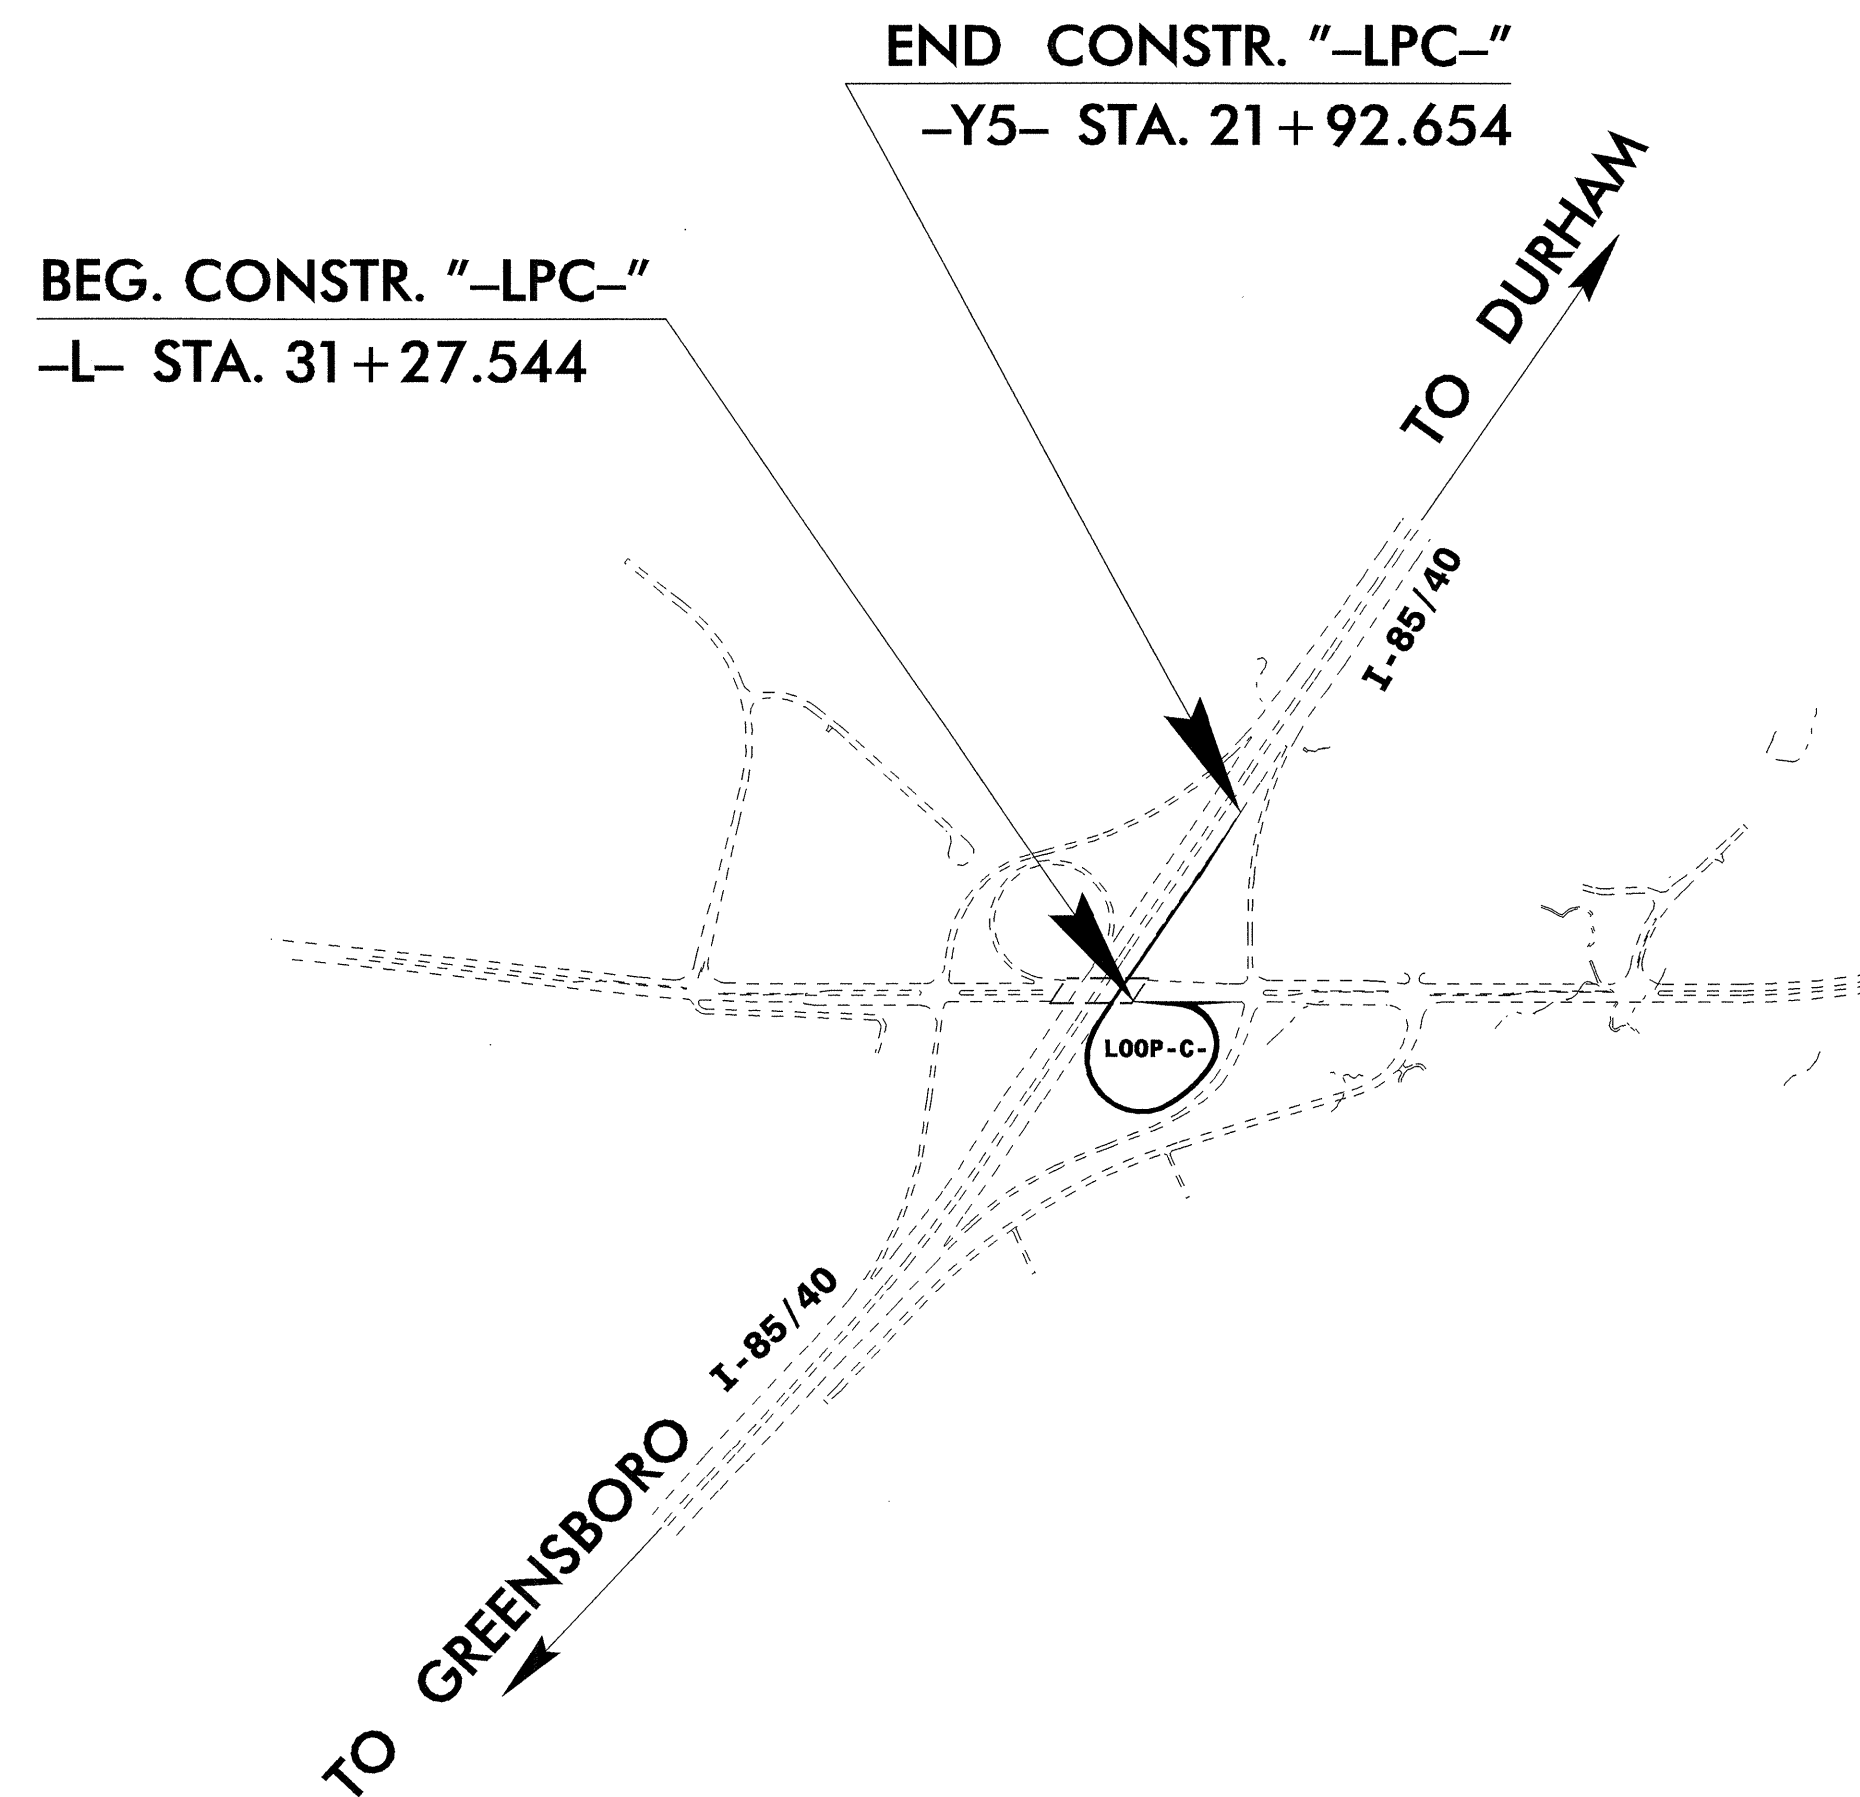 END CONSTR. "–LPC–"
–Y5– STA. 21+92.654
BEG. CONSTR. "–LPC–"
–L– STA. 31+27.544
TO DURHAM
I-85/40
LOOP-C-
I-85/40
TO GREENSBORO